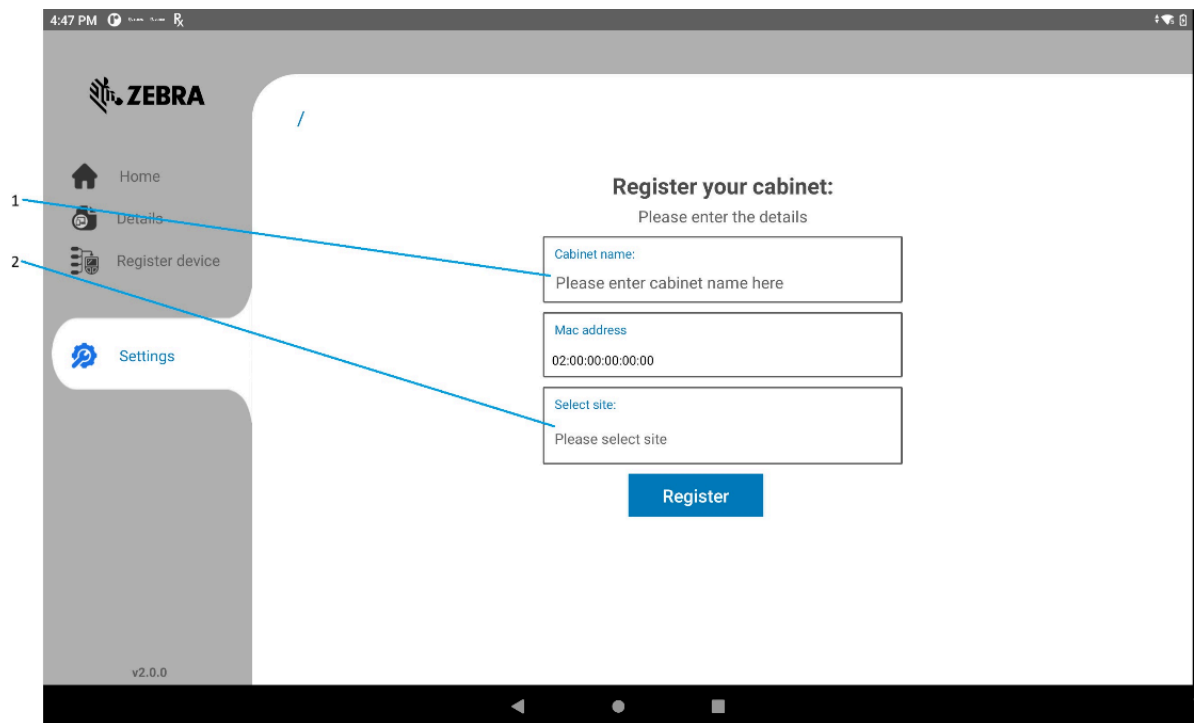 4:47 PM
ZEBRA
/
Home
Details
Register device
Settings
v2.0.0
1
2
Register your cabinet:
Please enter the details
Cabinet name:
Please enter cabinet name here
Mac address
02:00:00:00:00:00
Select site:
Please select site
Register